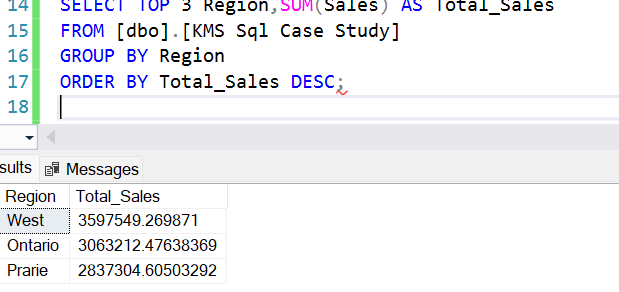 14 SELECT TOP 3 Region,SUM(Sales) AS Total_Sales
15 FROM [dbo].[KMS Sql Case Study]
16 GROUP BY Region
17 ORDER BY Total_Sales DESC;
18
sults Messages
Region Total_Sales
West 3597549.269871
Ontario 3063212.47638369
Prarie 2837304.60503292